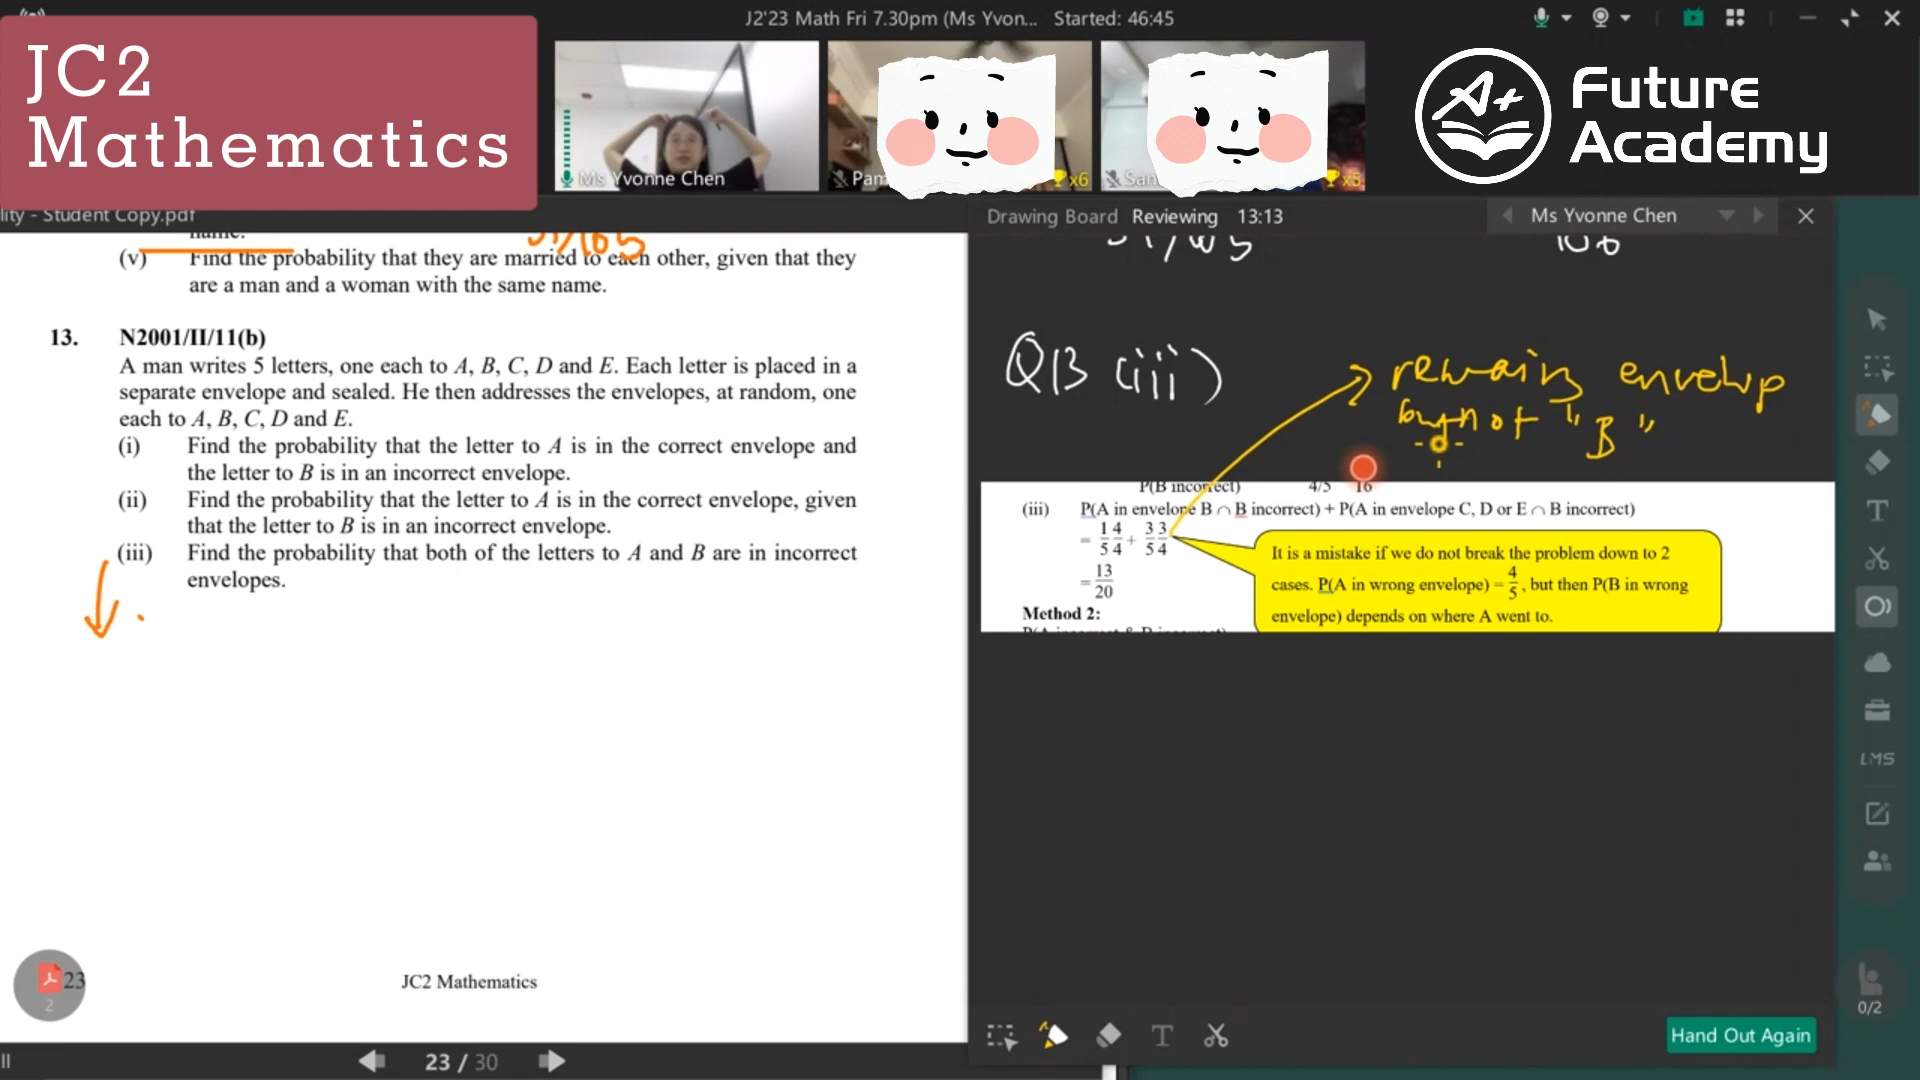 J2'23 Math Fri 7.30pm (Ms Yvon... Started: 46:45
JC2
Mathematics
Ms Yvonne Chen
Pam
x6
San
x5
A+
Future
Academy
lity - Student Copy.pdf
Drawing Board Reviewing 13:13
Ms Yvonne Chen
name.
(v) Find the probability that they are married to each other, given that they
are a man and a woman with the same name.
13. N2001/II/11(b)
A man writes 5 letters, one each to A, B, C, D and E. Each letter is placed in a
separate envelope and sealed. He then addresses the envelopes, at random, one
each to A, B, C, D and E.
(i) Find the probability that the letter to A is in the correct envelope and
the letter to B is in an incorrect envelope.
(ii) Find the probability that the letter to A is in the correct envelope, given
that the letter to B is in an incorrect envelope.
(iii) Find the probability that both of the letters to A and B are in incorrect
envelopes.
23
2
JC2 Mathematics
23 / 30
Q13 (iii)
remain envelop
but not "B"
P(B incorrect) 4/5 16
(iii) P(A in envelope B ∩ B incorrect) + P(A in envelope C, D or E ∩ B incorrect)
= 1/5 4/4 + 3/5 3/4
= 13/20
Method 2:
It is a mistake if we do not break the problem down to 2
cases. P(A in wrong envelope) = 4/5, but then P(B in wrong
envelope) depends on where A went to.
T
LMS
0/2
T
Hand Out Again